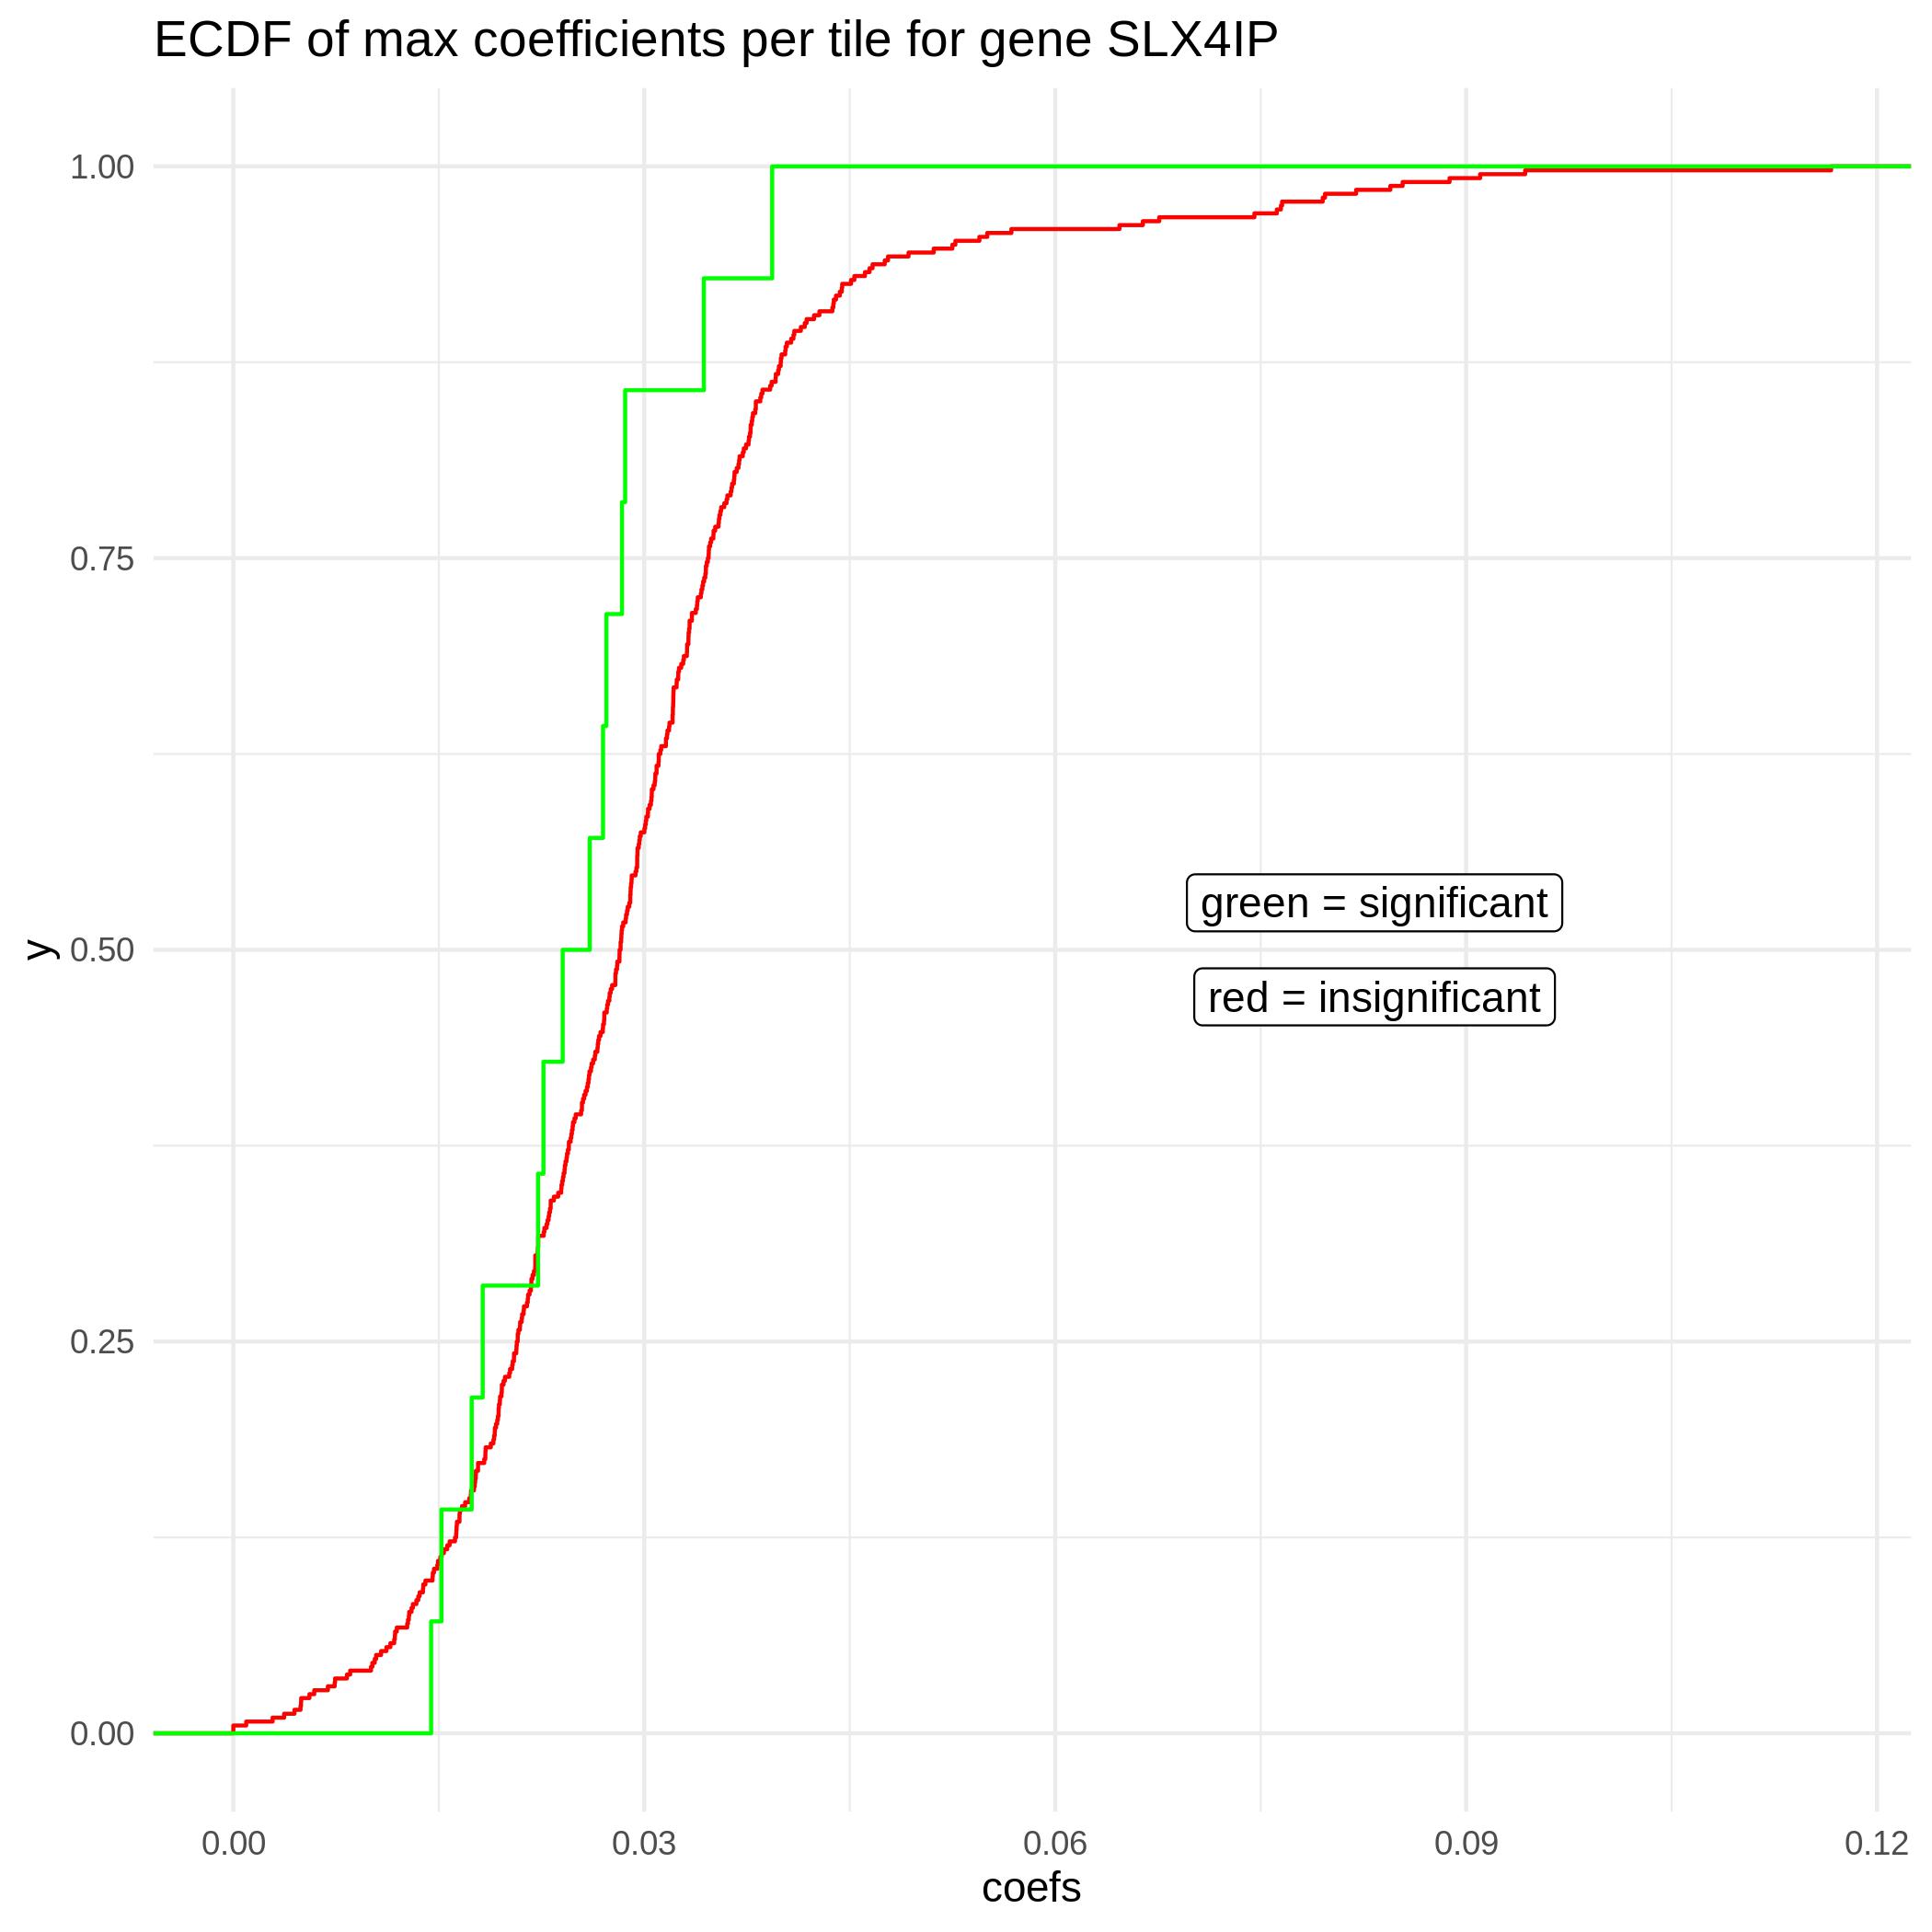 ECDF of max coefficients per tile for gene SLX4IP
1.00
0.75
0.50
0.25
0.00
y
green = significant
red = insignificant
0.00 0.03 0.06 0.09 0.12
coefs